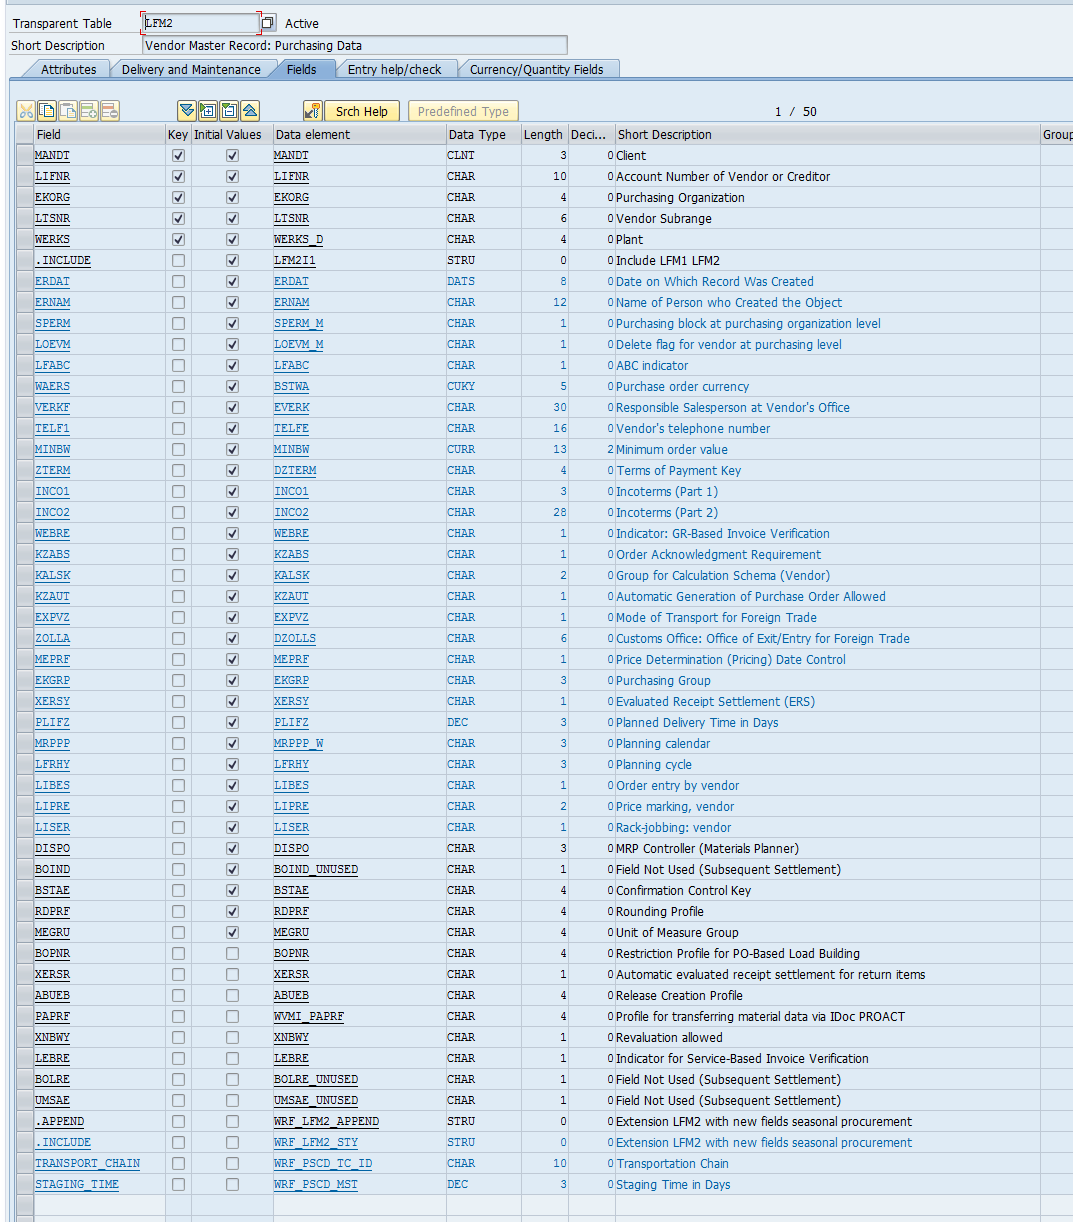 Transparent Table LFM2 Active
Short Description Vendor Master Record: Purchasing Data
Attributes Delivery and Maintenance Fields Entry help/check Currency/Quantity Fields
Srch Help Predefined Type 1 / 50
Field Key Initial Values Data element Data Type Length Deci... Short Description Group
MANDT MANDT CLNT 3 0 Client
LIFNR LIFNR CHAR 10 0 Account Number of Vendor or Creditor
EKORG EKORG CHAR 4 0 Purchasing Organization
LTSNR LTSNR CHAR 6 0 Vendor Subrange
WERKS WERKS_D CHAR 4 0 Plant
.INCLUDE LFM2I1 STRU 0 0 Include LFM1 LFM2
ERDAT ERDAT DATS 8 0 Date on Which Record Was Created
ERNAM ERNAM CHAR 12 0 Name of Person who Created the Object
SPERM SPERM_M CHAR 1 0 Purchasing block at purchasing organization level
LOEVM LOEVM_M CHAR 1 0 Delete flag for vendor at purchasing level
LFABC LFABC CHAR 1 0 ABC indicator
WAERS BSTWA CUKY 5 0 Purchase order currency
VERKF EVERK CHAR 30 0 Responsible Salesperson at Vendor's Office
TELF1 TELFE CHAR 16 0 Vendor's telephone number
MINBW MINBW CURR 13 2 Minimum order value
ZTERM DZTERM CHAR 4 0 Terms of Payment Key
INCO1 INCO1 CHAR 3 0 Incoterms (Part 1)
INCO2 INCO2 CHAR 28 0 Incoterms (Part 2)
WEBRE WEBRE CHAR 1 0 Indicator: GR-Based Invoice Verification
KZABS KZABS CHAR 1 0 Order Acknowledgment Requirement
KALSK KALSK CHAR 2 0 Group for Calculation Schema (Vendor)
KZAUT KZAUT CHAR 1 0 Automatic Generation of Purchase Order Allowed
EXPVZ EXPVZ CHAR 1 0 Mode of Transport for Foreign Trade
ZOLLA DZOLLS CHAR 6 0 Customs Office: Office of Exit/Entry for Foreign Trade
MEPRF MEPRF CHAR 1 0 Price Determination (Pricing) Date Control
EKGRP EKGRP CHAR 3 0 Purchasing Group
XERSY XERSY CHAR 1 0 Evaluated Receipt Settlement (ERS)
PLIFZ PLIFZ DEC 3 0 Planned Delivery Time in Days
MRPPP MRPPP_W CHAR 3 0 Planning calendar
LFRHY LFRHY CHAR 3 0 Planning cycle
LIBES LIBES CHAR 1 0 Order entry by vendor
LIPRE LIPRE CHAR 2 0 Price marking, vendor
LISER LISER CHAR 1 0 Rack-jobbing: vendor
DISPO DISPO CHAR 3 0 MRP Controller (Materials Planner)
BOIND BOIND_UNUSED CHAR 1 0 Field Not Used (Subsequent Settlement)
BSTAE BSTAE CHAR 4 0 Confirmation Control Key
RDPRF RDPRF CHAR 4 0 Rounding Profile
MEGRU MEGRU CHAR 4 0 Unit of Measure Group
BOPNR BOPNR CHAR 4 0 Restriction Profile for PO-Based Load Building
XERSR XERSR CHAR 1 0 Automatic evaluated receipt settlement for return items
ABUEB ABUEB CHAR 4 0 Release Creation Profile
PAPRF WVMI_PAPRF CHAR 4 0 Profile for transferring material data via IDoc PROACT
XNBWY XNBWY CHAR 1 0 Revaluation allowed
LEBRE LEBRE CHAR 1 0 Indicator for Service-Based Invoice Verification
BOLRE BOLRE_UNUSED CHAR 1 0 Field Not Used (Subsequent Settlement)
UMSAE UMSAE_UNUSED CHAR 1 0 Field Not Used (Subsequent Settlement)
.APPEND WRF_LFM2_APPEND STRU 0 0 Extension LFM2 with new fields seasonal procurement
.INCLUDE WRF_LFM2_STY STRU 0 0 Extension LFM2 with new fields seasonal procurement
TRANSPORT_CHAIN WRF_PSCD_TC_ID CHAR 10 0 Transportation Chain
STAGING_TIME WRF_PSCD_MST DEC 3 0 Staging Time in Days